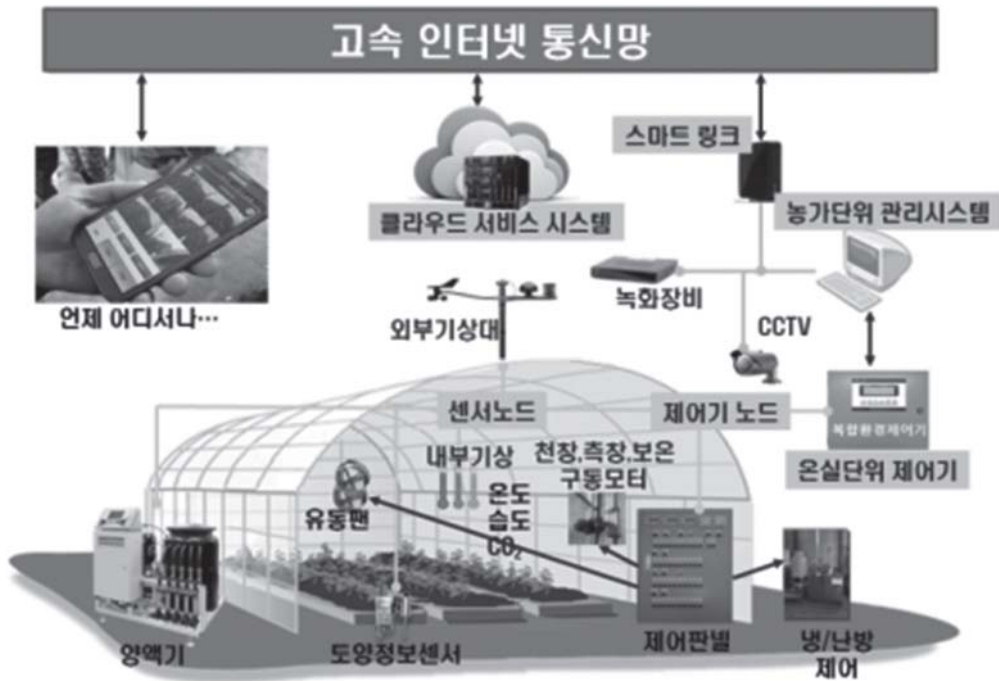 고속 인터넷 통신망
스마트 링크
클라우드 서비스 시스템
농가단위 관리시스템
녹화장비
언제 어디서나…
외부기상대
CCTV
센서노드
제어기 노드
복합환경제어기
온실단위 제어기
내부기상
천창,측창,보온
구동모터
유동팬
온도
습도
CO₂
양액기
토양정보센서
제어판넬
냉/난방
제어